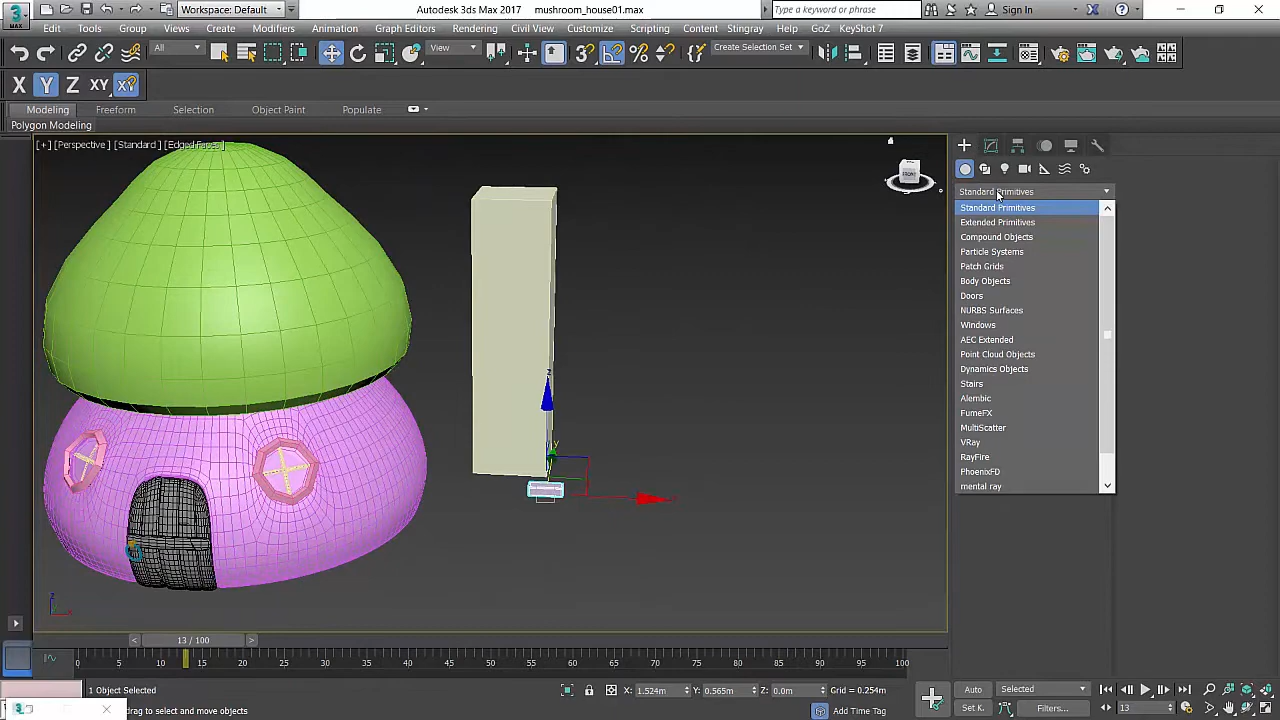 Workspace: Default
Autodesk 3ds Max 2017 mushroom_house01.max
Type a keyword or phrase
Sign In
MAX
Edit Tools Group Views Create Modifiers Animation Graph Editors Rendering Civil View Customize Scripting Content Stingray Help GoZ KeyShot 7
All
View
Create Selection Set
X Y Z XY
Modeling Freeform Selection Object Paint Populate
Polygon Modeling
[+] [Perspective] [Standard] [Edged Faces]
FRONT
Standard Primitives
Standard Primitives
Extended Primitives
Compound Objects
Particle Systems
Patch Grids
Body Objects
Doors
NURBS Surfaces
Windows
AEC Extended
Point Cloud Objects
Dynamics Objects
Stairs
Alembic
FumeFX
MultiScatter
VRay
RayFire
PhoenixFD
mental ray
z
y
x
z
x
< 13 / 100 >
0 5 10 15 20 25 30 35 40 45 50 55 60 65 70 75 80 85 90 95 100
1 Object Selected
X: 1.524m Y: 0.565m Z: 0.0m Grid = 0.254m
Auto Selected
drag to select and move objects
Add Time Tag
Set K. Filters... 13